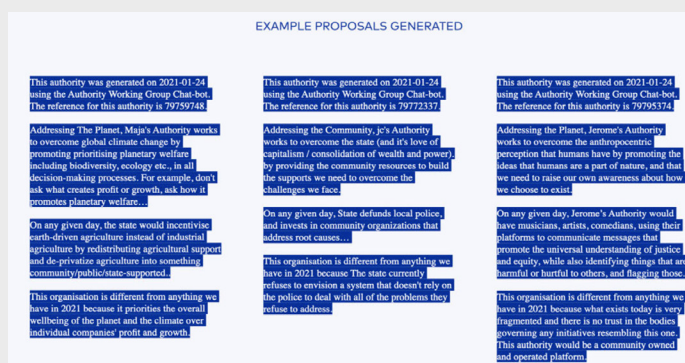 EXAMPLE PROPOSALS GENERATED
This authority was generated on 2021-01-24
using the Authority Working Group Chat-bot.
The reference for this authority is 79759748.
Addressing The Planet, Maja's Authority works
to overcome global climate change by
promoting prioritising planetary welfare
including biodiversity, ecology etc., in all
decision-making processes. For example, don't
ask what creates profit or growth, ask how it
promotes planetary welfare…
On any given day, the state would incentivise
earth-driven agriculture instead of industrial
agriculture by redistributing agricultural support
and de-privatize agriculture into something
community/public/state-supported..
This organisation is different from anything we
have in 2021 because it priorities the overall
wellbeing of the planet and the climate over
individual companies' profit and growth.
This authority was generated on 2021-01-24
using the Authority Working Group Chat-bot.
The reference for this authority is 79772337.
Addressing the Community, jc's Authority
works to overcome the state (and it's love of
capitalism / consolidation of wealth and power).
by providing the community resources to build
the supports we need to overcome the
challenges we face.
On any given day, State defunds local police,
and invests in community organizations that
address root causes…
This organisation is different from anything we
have in 2021 because The state currently
refuses to envision a system that doesn't rely on
the police to deal with all of the problems they
refuse to address.
This authority was generated on 2021-01-24
using the Authority Working Group Chat-bot.
The reference for this authority is 79795374.
Addressing the Planet, Jerome's Authority
works to overcome the anthropocentric
perception that humans have by promoting the
ideas that humans are a part of nature, and that
we need to raise our own awareness about how
we choose to exist.
On any given day, Jerome's Authority would
have musicians, artists, comedians, using their
platforms to communicate messages that
promote the universal understanding of justice
and equity, while also identifying things that are
harmful or hurtful to others, and flagging those.
This organisation is different from anything we
have in 2021 because what exists today is very
fragmented and there is no trust in the bodies
governing any initiatives resembling this one.
This authority would be a community owned
and operated platform.